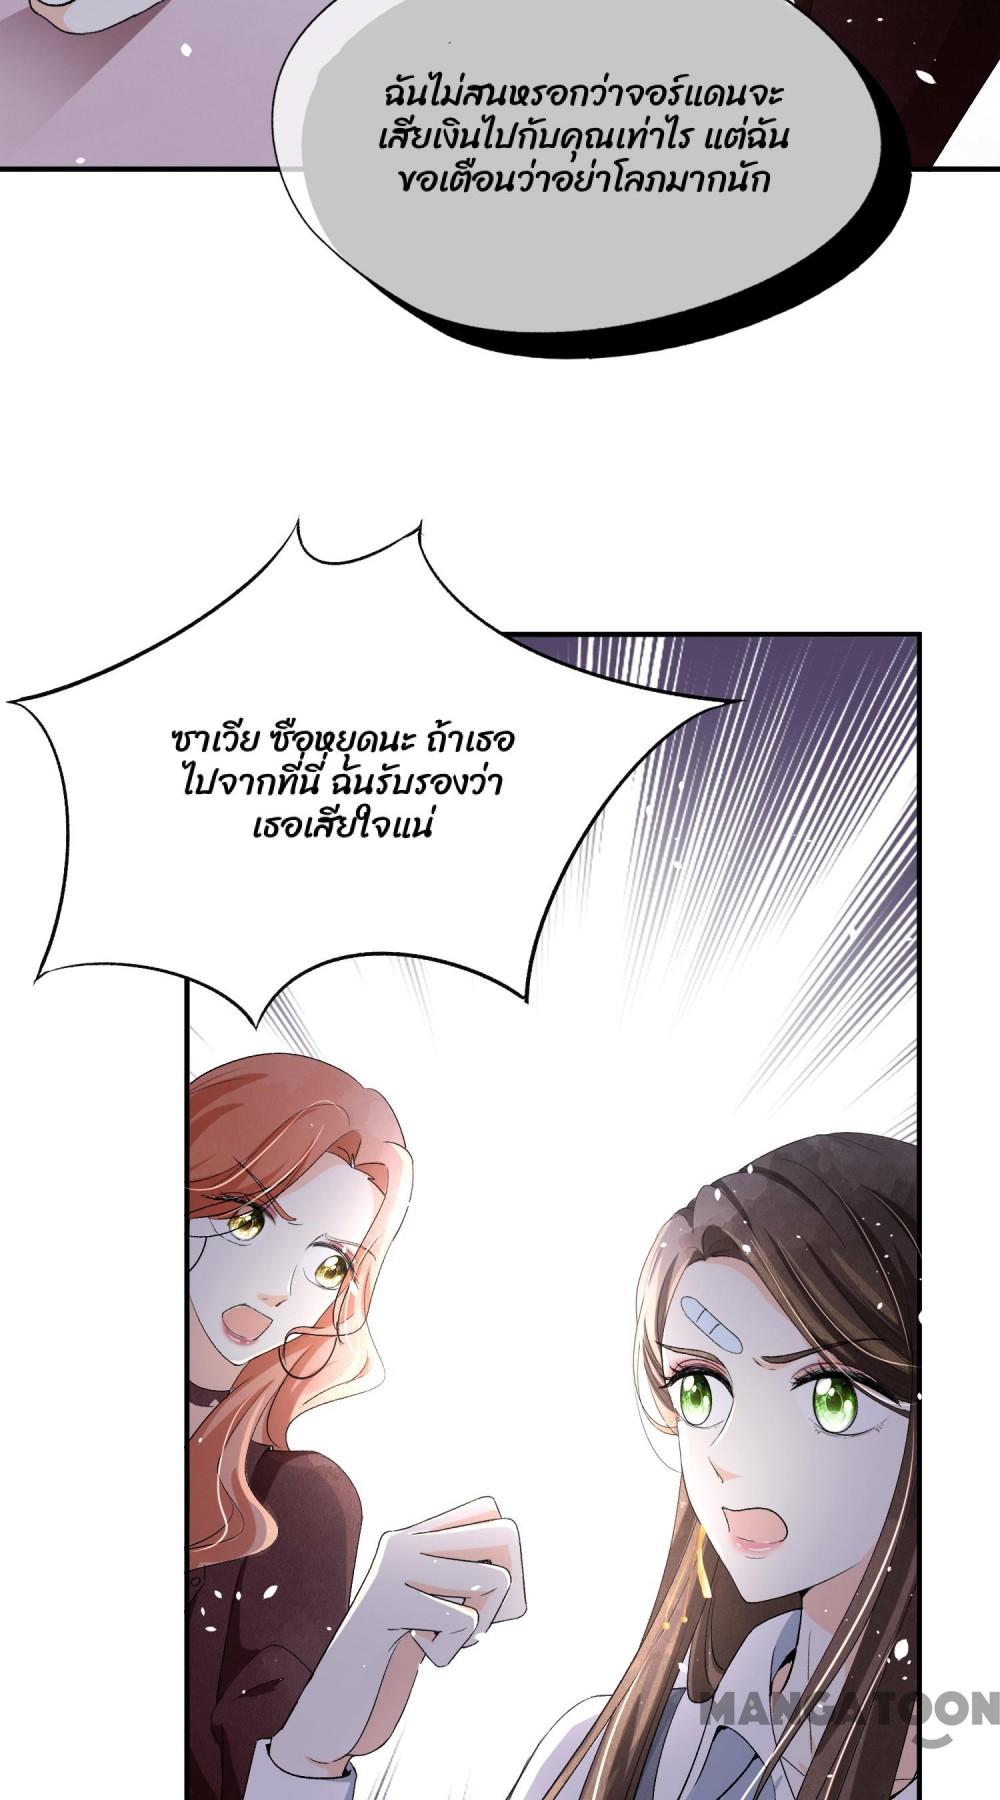 ฉันไม่สนหรอกว่าจอร์แดนจะ
เสียเงินไปกับคุณเท่าไร แต่ฉัน
ขอเตือนว่าอย่าโลภมากนัก
ซาเวีย ซือหยุดนะ ถ้าเธอ
ไปจากที่นี่ ฉันรับรองว่า
เธอเสียใจแน่
MANGATOON